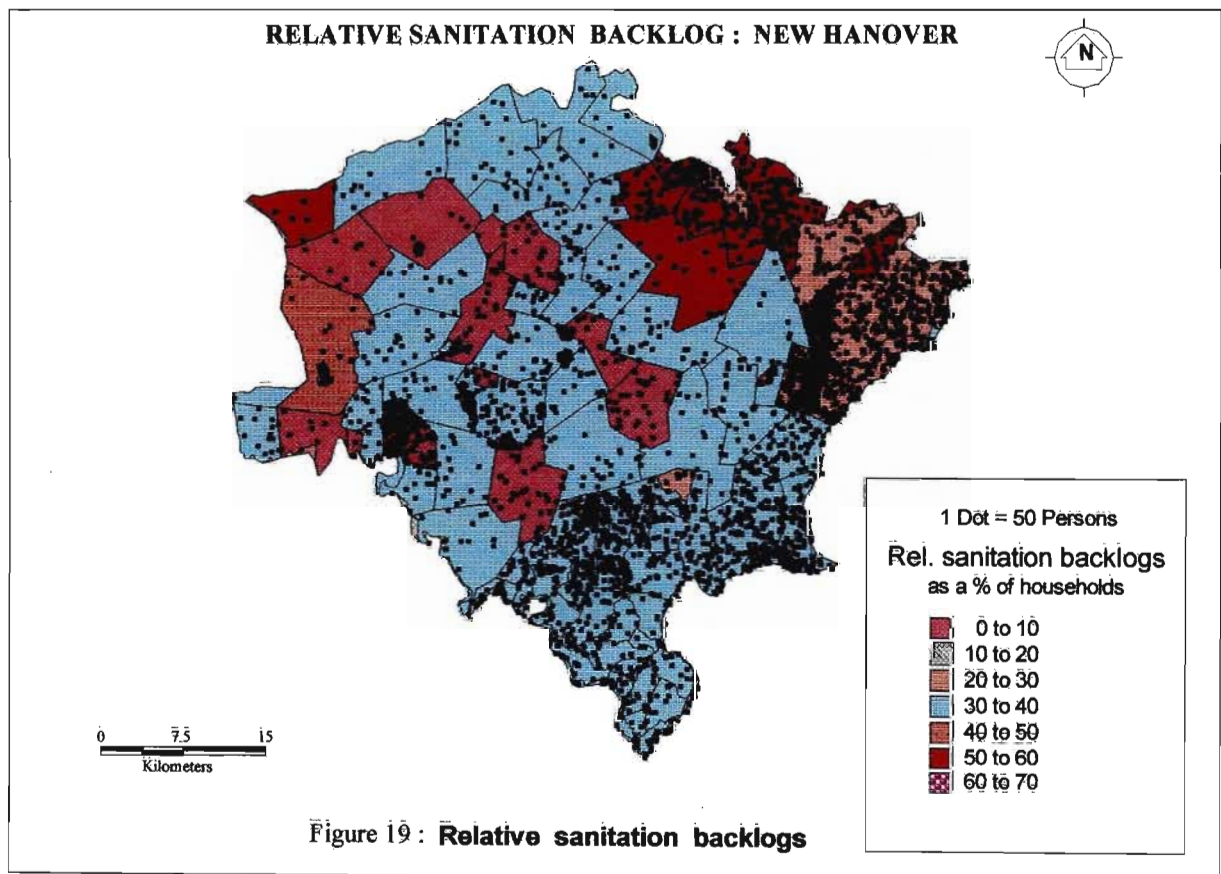 RELATIVE SANITATION BACKLOG : NEW HANOVER
N
1 Dot = 50 Persons
Rel. sanitation backlogs
as a % of households
0 to 10
10 to 20
20 to 30
30 to 40
40 to 50
50 to 60
60 to 70
0 7.5 15
Kilometers
Figure 19 : Relative sanitation backlogs